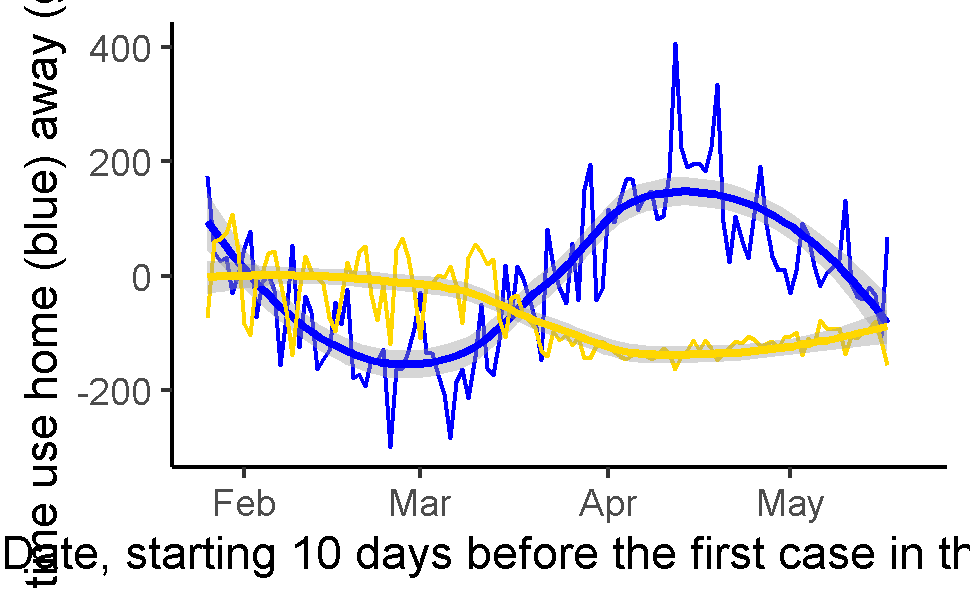 time use home (blue) away (
400
200
0
-200
Feb Mar Apr May
Date, starting 10 days before the first case in th